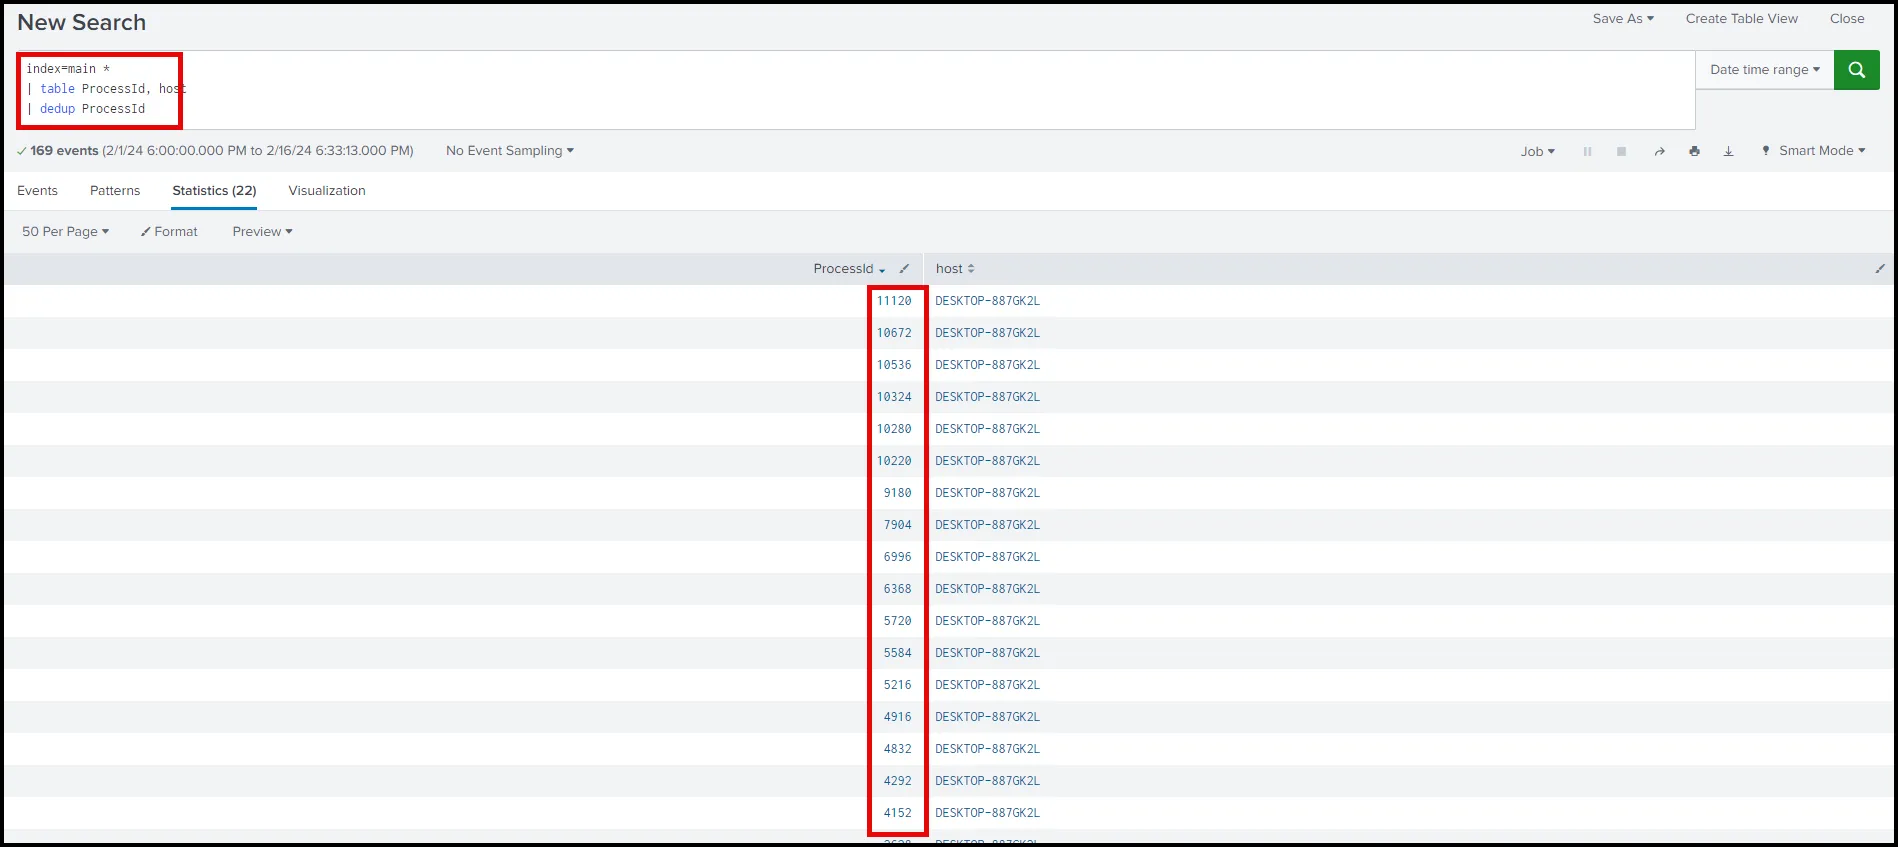 New Search
Save As Create Table View Close
index=main *
| table ProcessId, host
| dedup ProcessId
Date time range
169 events (2/1/24 6:00:00.000 PM to 2/16/24 6:33:13.000 PM) No Event Sampling
Job Smart Mode
Events Patterns Statistics (22) Visualization
50 Per Page Format Preview
ProcessId host
11120 DESKTOP-887GK2L
10672 DESKTOP-887GK2L
10536 DESKTOP-887GK2L
10324 DESKTOP-887GK2L
10280 DESKTOP-887GK2L
10220 DESKTOP-887GK2L
9180 DESKTOP-887GK2L
7904 DESKTOP-887GK2L
6996 DESKTOP-887GK2L
6368 DESKTOP-887GK2L
5720 DESKTOP-887GK2L
5584 DESKTOP-887GK2L
5216 DESKTOP-887GK2L
4916 DESKTOP-887GK2L
4832 DESKTOP-887GK2L
4292 DESKTOP-887GK2L
4152 DESKTOP-887GK2L